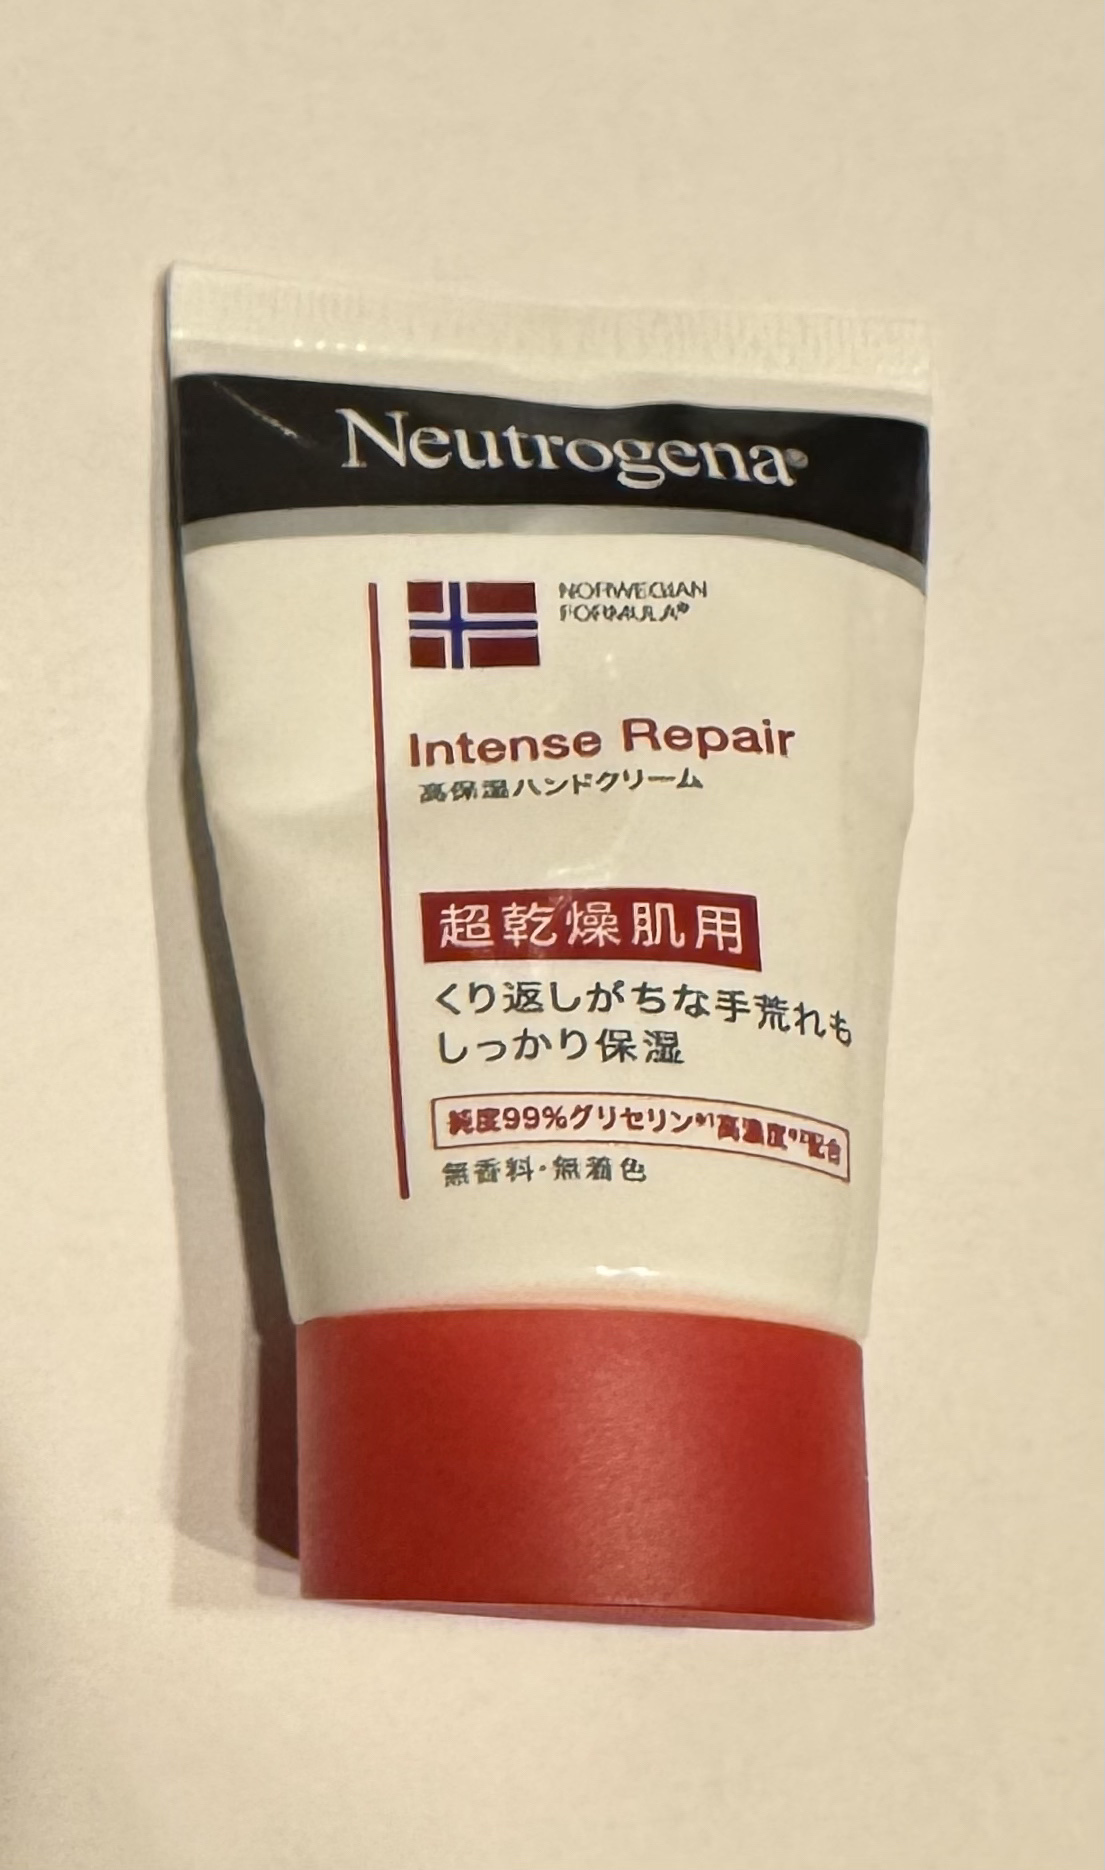 Neutrogena®
NORWEGIAN
FORMULA®
Intense Repair
高保湿ハンドクリーム
超乾燥肌用
くり返しがちな手荒れも
しっかり保湿
純度99%グリセリン*¹高濃度*²配合
無香料・無着色